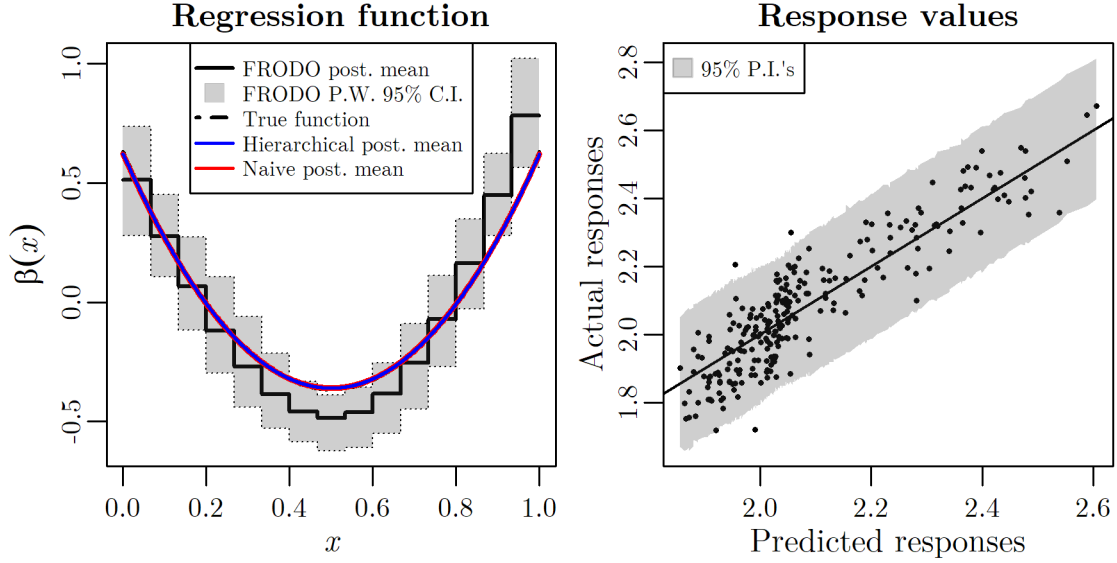 Regression function
1.0
0.5
0.0
-0.5
β(x)
FRODO post. mean
FRODO P.W. 95% C.I.
True function
Hierarchical post. mean
Naive post. mean
0.0 0.2 0.4 0.6 0.8 1.0
x
Response values
2.8
2.6
2.4
2.2
2.0
1.8
Actual responses
95% P.I.'s
2.0 2.2 2.4 2.6
Predicted responses